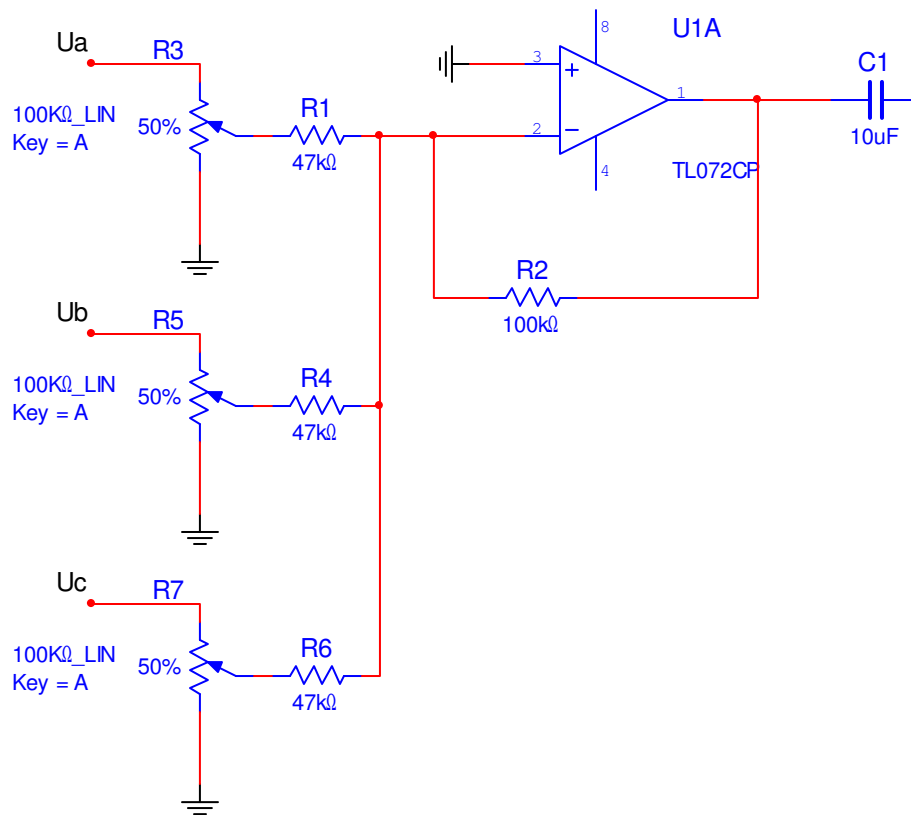 Ua
R3
100KΩ_LIN
Key = A
50%
R1
47kΩ
3
2
8
4
1
U1A
TL072CP
C1
10uF
R2
100kΩ
Ub
R5
100KΩ_LIN
Key = A
50%
R4
47kΩ
Uc
R7
100KΩ_LIN
Key = A
50%
R6
47kΩ